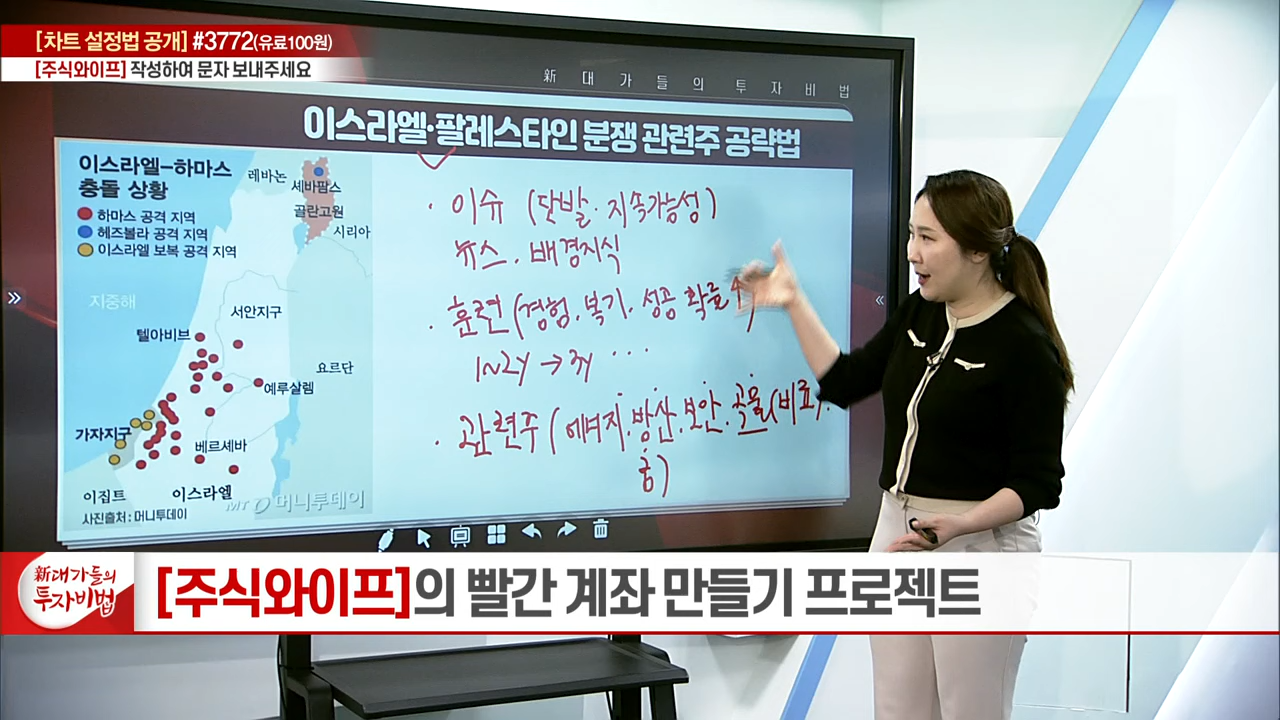 [차트 설정법 공개] #3772(유료100원)
[주식와이프] 작성하여 문자 보내주세요
新 대가들의 투자비법
이스라엘·팔레스타인 분쟁 관련주 공략법
이스라엘-하마스
충돌 상황
하마스 공격 지역
헤즈볼라 공격 지역
이스라엘 보복 공격 지역
레바논
세바팜스
골란고원
시리아
지중해
서안지구
텔아비브
요르단
예루살렘
가자지구
베르셰바
이집트
이스라엘
MT 머니투데이
사진출처 : 머니투데이
· 이슈 (단발. 지속가능성)
뉴스. 배경지식
· 훈련 (경험. 복기. 성공 확률↑)
1~2y → 3y ...
· 관련주 (에너지. 방산. 보안. 곡물(비료).
금)
新대가들의
투자비법
[주식와이프]의 빨간 계좌 만들기 프로젝트